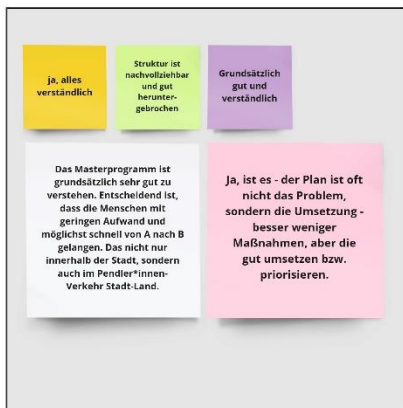 ja, alles
verständlich
Struktur ist
nachvollziehbar
und gut
herunter-
gebrochen
Grundsätzlich
gut und
verständlich
Das Masterprogramm ist
grundsätzlich sehr gut zu
verstehen. Entscheidend ist,
dass die Menschen mit
geringen Aufwand und
möglichst schnell von A nach B
gelangen. Das nicht nur
innerhalb der Stadt, sondern
auch im Pendler*innen-
Verkehr Stadt-Land.
Ja, ist es - der Plan ist oft
nicht das Problem,
sondern die Umsetzung -
besser weniger
Maßnahmen, aber die
gut umsetzen bzw.
priorisieren.